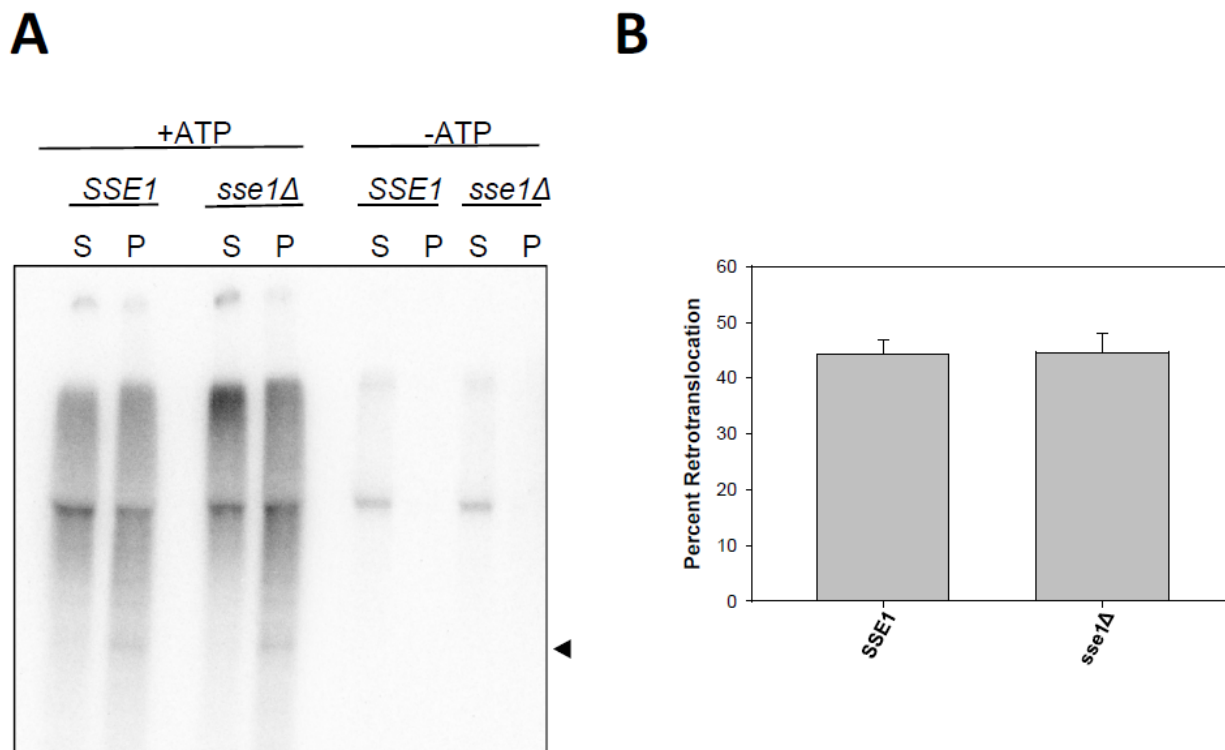 A
+ATP -ATP
SSE1 sse1Δ SSE1 sse1Δ
S P S P S P S P
B
60
50
40
30
20
10
0
Percent Retrotranslocation
SSE1
sse1Δ